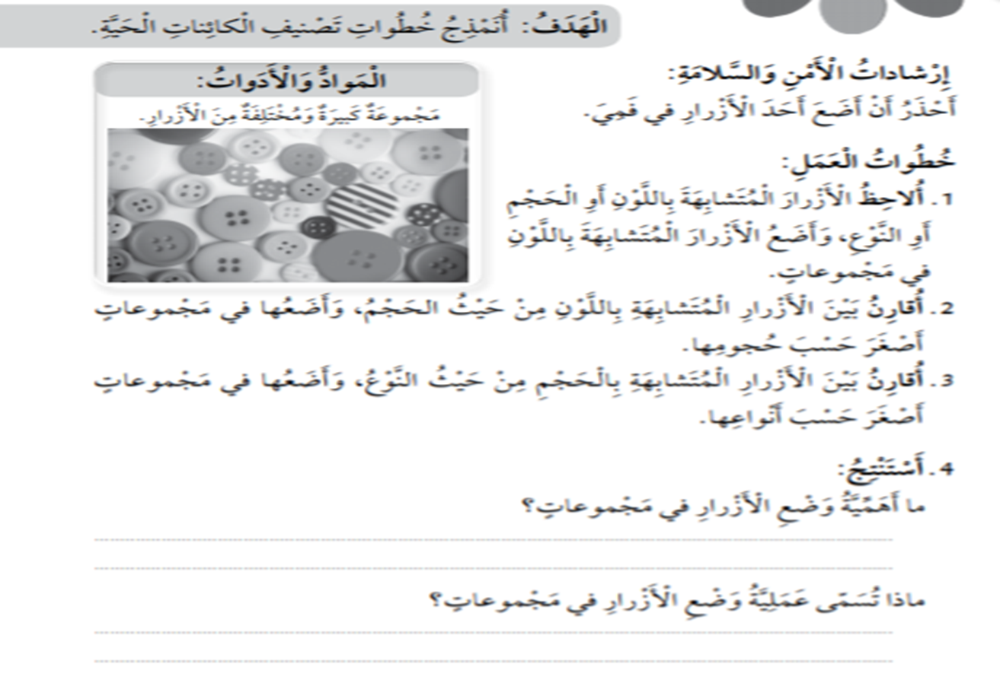 الْهَدَفُ: أُنَمْذِجُ خُطُواتِ تَصْنيفِ الْكائِناتِ الْحَيَّةِ.
إِرْشاداتُ الْأَمْنِ وَالسَّلامَةِ:
أَحْذَرُ أَنْ أَضَعَ أَحَدَ الْأَزْرارِ في فَمِيَ.
الْمَوادُّ وَالْأَدَواتُ:
مَجْموعَةٌ كَبيرَةٌ وَمُخْتَلِفَةٌ مِنَ الْأَزْرارِ.
خُطُواتُ الْعَمَلِ:
1. أُلاحِظُ الْأَزْرارَ الْمُتَشابِهَةَ بِاللَّوْنِ أَوِ الْحَجْمِ
أَوِ النَّوْعِ، وَأَضَعُ الْأَزْرارَ الْمُتَشابِهَةَ بِاللَّوْنِ
في مَجْموعاتٍ.
2. أُقارِنُ بَيْنَ الْأَزْرارِ الْمُتَشابِهَةِ بِاللَّوْنِ مِنْ حَيْثُ الحَجْمُ، وَأَضَعُها في مَجْموعاتٍ
أَصْغَرَ حَسْبَ حُجومِها.
3. أُقارِنُ بَيْنَ الْأَزْرارِ الْمُتَشابِهَةِ بِالْحَجْمِ مِنْ حَيْثُ النَّوْعُ، وَأَضَعُها في مَجْموعاتٍ
أَصْغَرَ حَسْبَ أَنْواعِها.
4. أَسْتَنْتِجُ:
ما أَهَمِّيَّةُ وَضْعِ الْأَزْرارِ في مَجْموعاتٍ؟
ماذا تُسَمّى عَمَلِيَّةُ وَضْعِ الْأَزْرارِ في مَجْموعاتٍ؟